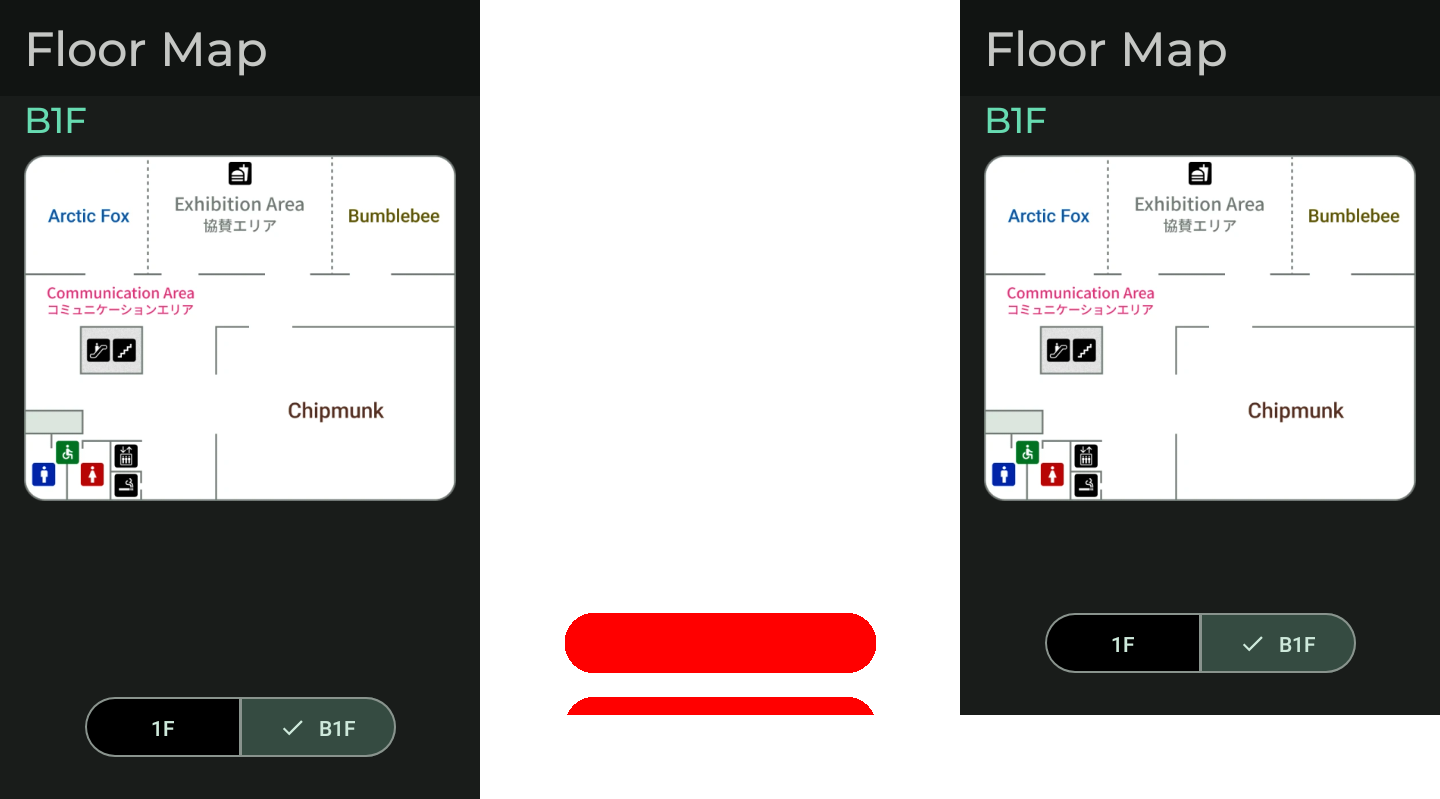 Floor Map
B1F
Arctic Fox
Exhibition Area
協賛エリア
Bumblebee
Communication Area
コミュニケーションエリア
Chipmunk
1F
B1F
Floor Map
B1F
Arctic Fox
Exhibition Area
協賛エリア
Bumblebee
Communication Area
コミュニケーションエリア
Chipmunk
1F
B1F